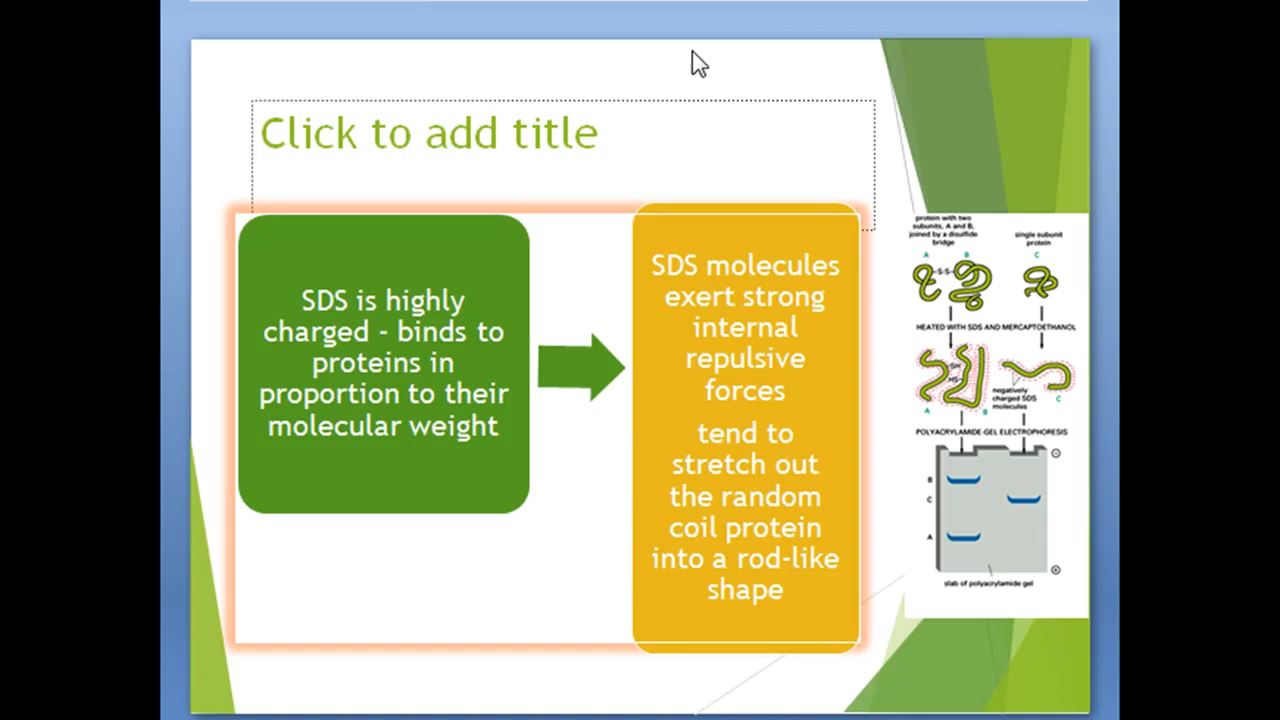 Click to add title
SDS is highly
charged - binds to
proteins in
proportion to their
molecular weight
SDS molecules
exert strong
internal
repulsive
forces
tend to
stretch out
the random
coil protein
into a rod-like
shape
protein with two
subunits, A and B,
joined by a disulfide
bridge
single subunit
protein
A
B
C
S-S
HEATED WITH SDS AND MERCAPTOETHANOL
SH
HS
negatively
charged SDS
molecules
A
B
C
POLYACRYLAMIDE-GEL ELECTROPHORESIS
B
C
A
slab of polyacrylamide gel